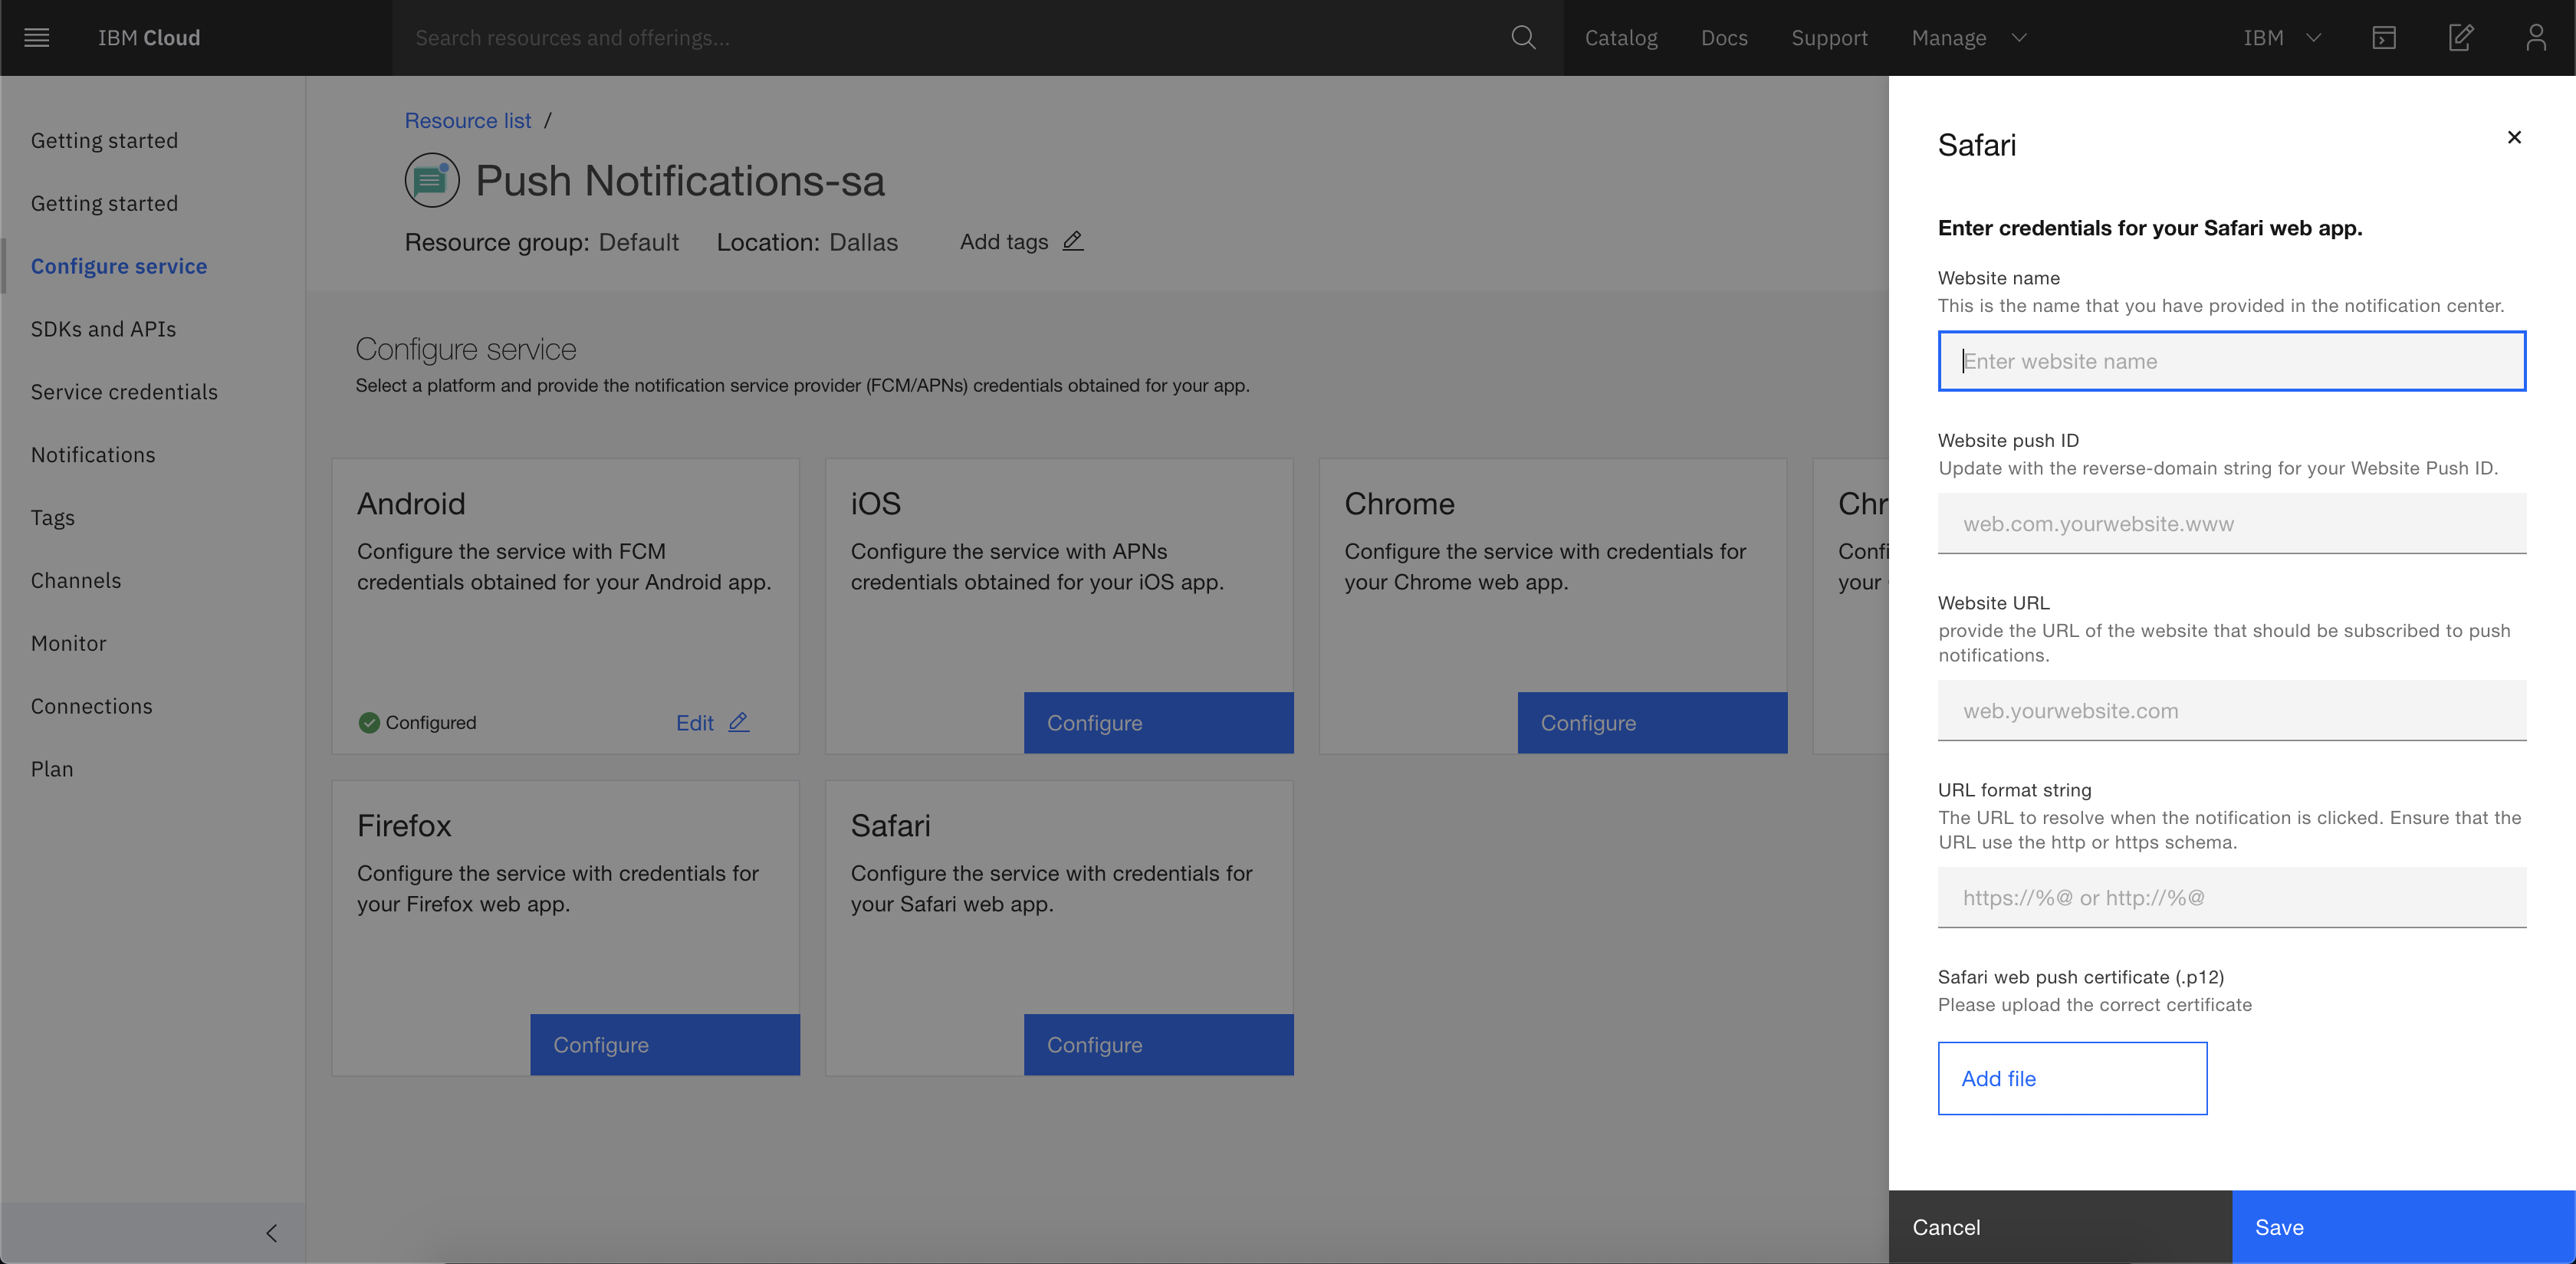 IBM Cloud
Search resources and offerings...
Catalog
Docs
Support
Manage
IBM
Getting started
Getting started
Configure service
SDKs and APIs
Service credentials
Notifications
Tags
Channels
Monitor
Connections
Plan
Resource list /
Push Notifications-sa
Resource group: Default Location: Dallas Add tags
Configure service
Select a platform and provide the notification service provider (FCM/APNs) credentials obtained for your app.
Android
Configure the service with FCM
credentials obtained for your Android app.
Configured
Edit
iOS
Configure the service with APNs
credentials obtained for your iOS app.
Configure
Chrome
Configure the service with credentials for
your Chrome web app.
Configure
Chr
Confi
your
Firefox
Configure the service with credentials for
your Firefox web app.
Configure
Safari
Configure the service with credentials for
your Safari web app.
Configure
Safari
Enter credentials for your Safari web app.
Website name
This is the name that you have provided in the notification center.
Enter website name
Website push ID
Update with the reverse-domain string for your Website Push ID.
web.com.yourwebsite.www
Website URL
provide the URL of the website that should be subscribed to push
notifications.
web.yourwebsite.com
URL format string
The URL to resolve when the notification is clicked. Ensure that the
URL use the http or https schema.
https://%@ or http://%@
Safari web push certificate (.p12)
Please upload the correct certificate
Add file
Cancel
Save